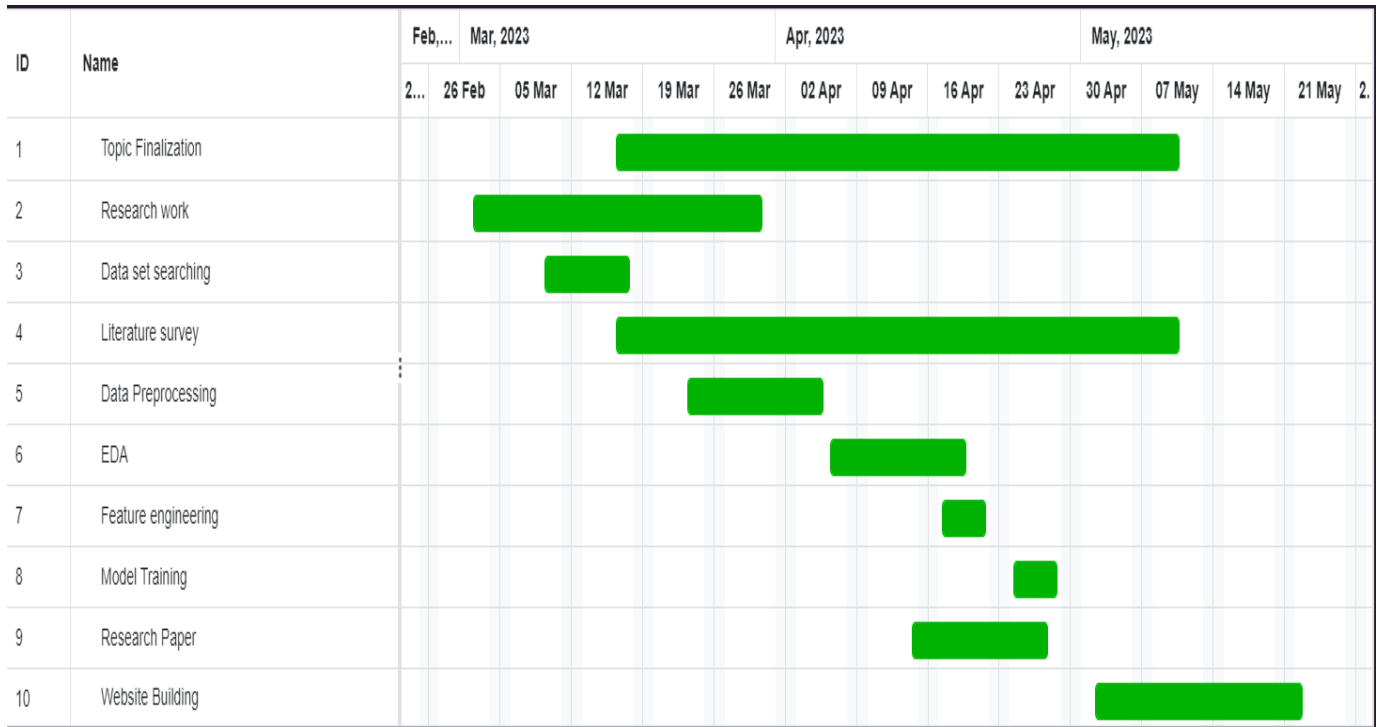 ID Name Feb,... Mar, 2023 Apr, 2023 May, 2023
2... 26 Feb 05 Mar 12 Mar 19 Mar 26 Mar 02 Apr 09 Apr 16 Apr 23 Apr 30 Apr 07 May 14 May 21 May 2.
1 Topic Finalization
2 Research work
3 Data set searching
4 Literature survey
5 Data Preprocessing
6 EDA
7 Feature engineering
8 Model Training
9 Research Paper
10 Website Building